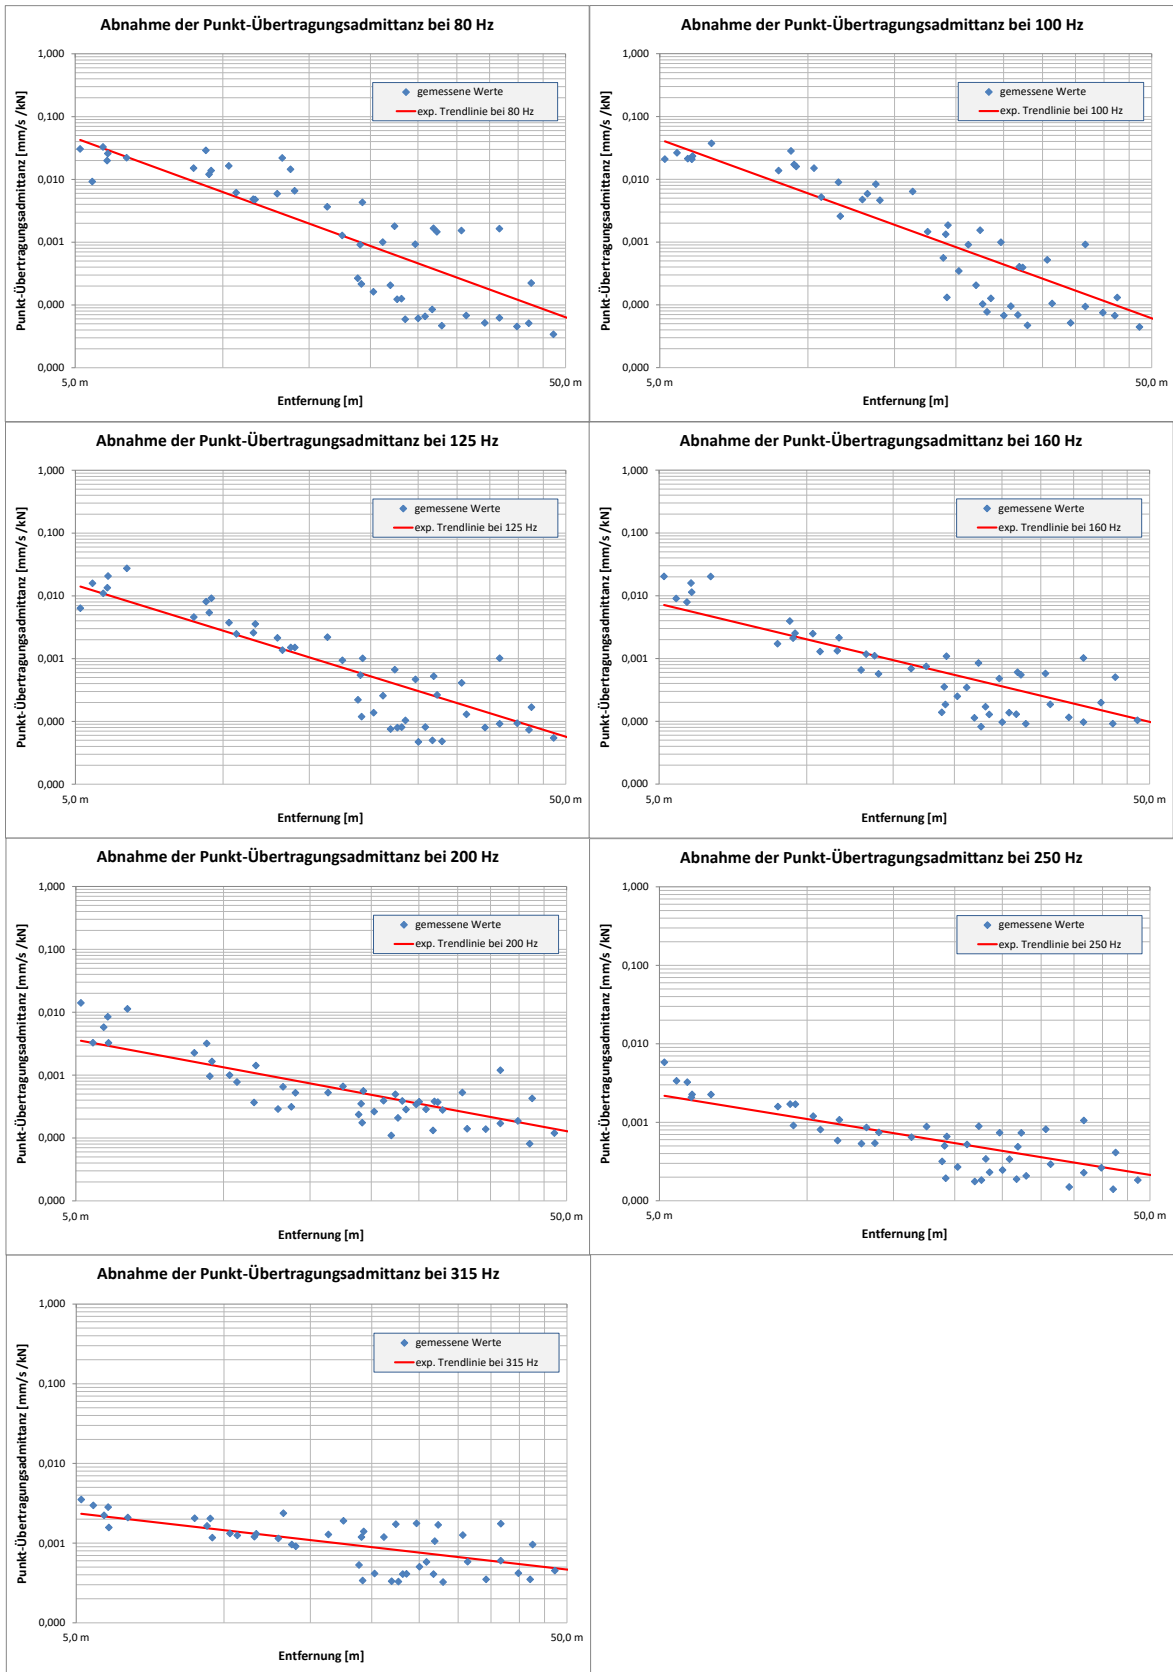 Abnahme der Punkt-Übertragungsadmittanz bei 80 Hz
Punkt-Übertragungsadmittanz [mm/s /kN]
1,000
0,100
0,010
0,001
0,000
0,000
gemessene Werte
exp. Trendlinie bei 80 Hz
5,0 m
50,0 m
Entfernung [m]
Abnahme der Punkt-Übertragungsadmittanz bei 100 Hz
Punkt-Übertragungsadmittanz [mm/s /kN]
1,000
0,100
0,010
0,001
0,000
0,000
gemessene Werte
exp. Trendlinie bei 100 Hz
5,0 m
50,0 m
Entfernung [m]
Abnahme der Punkt-Übertragungsadmittanz bei 125 Hz
Punkt-Übertragungsadmittanz [mm/s /kN]
1,000
0,100
0,010
0,001
0,000
0,000
gemessene Werte
exp. Trendlinie bei 125 Hz
5,0 m
50,0 m
Entfernung [m]
Abnahme der Punkt-Übertragungsadmittanz bei 160 Hz
Punkt-Übertragungsadmittanz [mm/s /kN]
1,000
0,100
0,010
0,001
0,000
0,000
gemessene Werte
exp. Trendlinie bei 160 Hz
5,0 m
50,0 m
Entfernung [m]
Abnahme der Punkt-Übertragungsadmittanz bei 200 Hz
Punkt-Übertragungsadmittanz [mm/s /kN]
1,000
0,100
0,010
0,001
0,000
0,000
gemessene Werte
exp. Trendlinie bei 200 Hz
5,0 m
50,0 m
Entfernung [m]
Abnahme der Punkt-Übertragungsadmittanz bei 250 Hz
Punkt-Übertragungsadmittanz [mm/s /kN]
1,000
0,100
0,010
0,001
0,000
gemessene Werte
exp. Trendlinie bei 250 Hz
5,0 m
50,0 m
Entfernung [m]
Abnahme der Punkt-Übertragungsadmittanz bei 315 Hz
Punkt-Übertragungsadmittanz [mm/s /kN]
1,000
0,100
0,010
0,001
0,000
gemessene Werte
exp. Trendlinie bei 315 Hz
5,0 m
50,0 m
Entfernung [m]